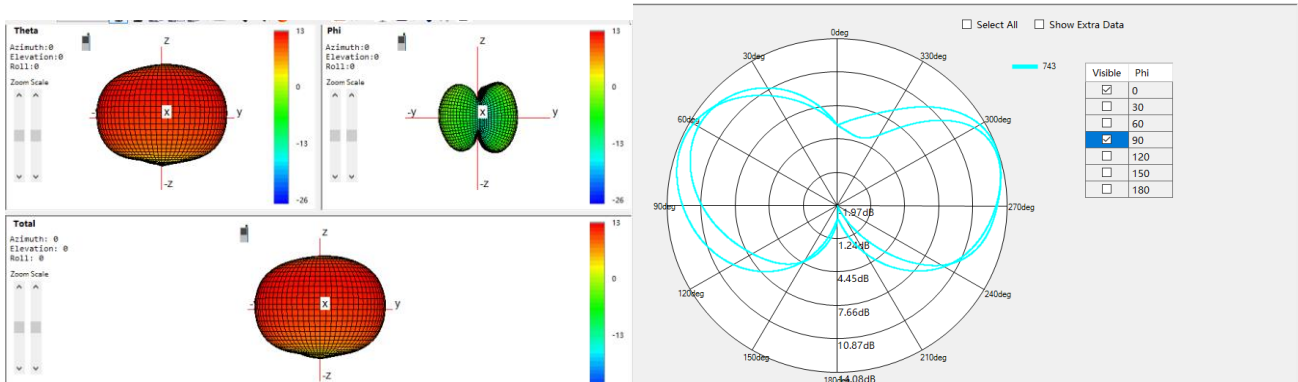 Theta
Azimuth:0
Elevation:0
Roll:0
Zoom Scale
z
-y
x
y
-z
13
0
-13
-26
Phi
Azimuth:0
Elevation:0
Roll:0
Zoom Scale
z
-y
x
y
-z
13
0
-13
-26
Total
Azimuth: 0
Elevation: 0
Roll: 0
Zoom Scale
z
-y
x
y
-z
13
0
-13
Select All Show Extra Data
743
Visible Phi
0
30
60
90
120
150
180
0deg
30deg 330deg
60deg 300deg
90deg 270deg
120deg 240deg
150deg 210deg
180deg
-1.97dB
1.24dB
4.45dB
7.66dB
10.87dB
14.08dB